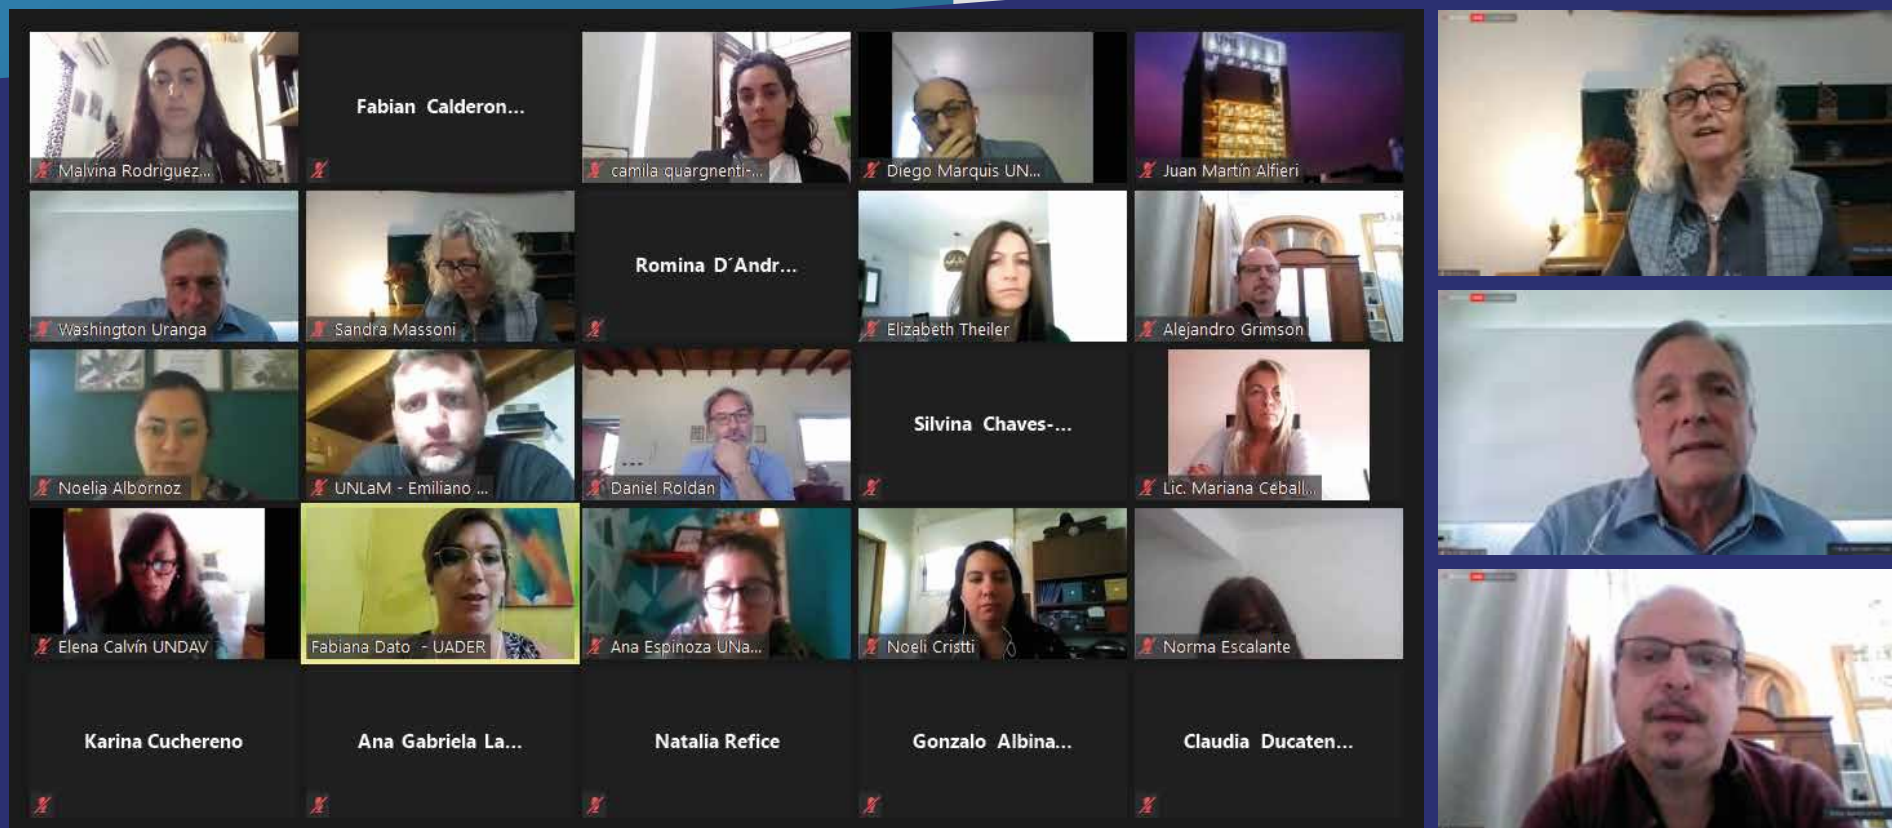 Malvina Rodriguez...
Fabian Calderon...
camila quargnenti-...
Diego Marquis UN...
Juan Martín Alfieri
Washington Uranga
Sandra Massoni
Romina D´Andr...
Elizabeth Theiler
Alejandro Grimson
Noelia Albornoz
UNLaM - Emiliano ...
Daniel Roldán
Silvina Chaves-...
Lic. Mariana Ceball...
Elena Calvín UNDAV
Fabiana Dato - UADER
Ana Espinoza UNa...
Noeli Cristti
Norma Escalante
Karina Cuchereno
Ana Gabriela La...
Natalia Refice
Gonzalo Albina...
Claudia Ducaten...